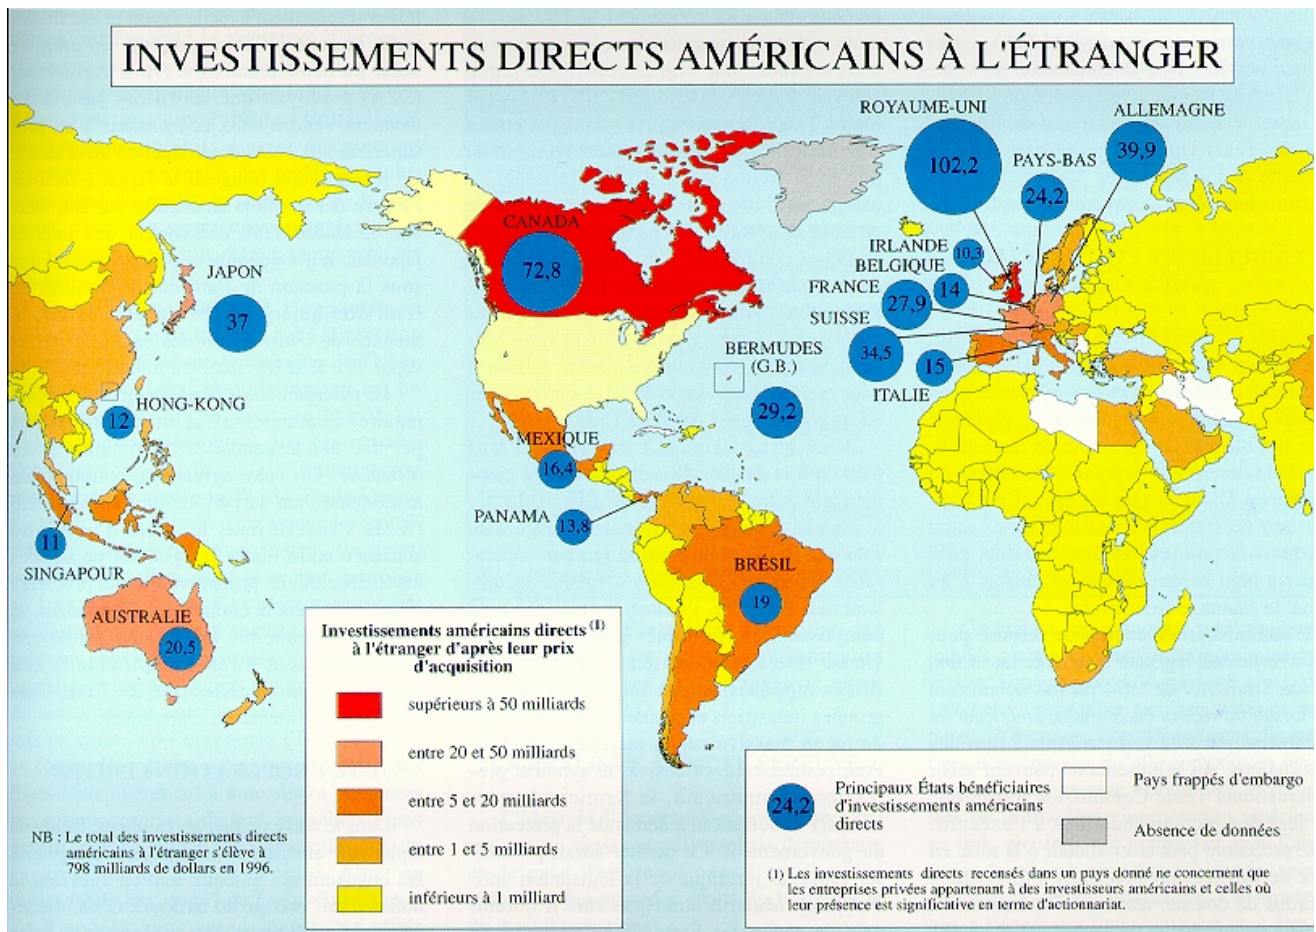 INVESTISSEMENTS DIRECTS AMÉRICAINS À L'ÉTRANGER
ROYAUME-UNI
102,2
ALLEMAGNE
39,9
PAYS-BAS
24,2
IRLANDE
10,3
BELGIQUE
14
FRANCE
27,9
SUISSE
34,5
ITALIE
15
CANADA
72,8
JAPON
37
BERMUDES
(G.B.)
29,2
HONG-KONG
12
MEXIQUE
16,4
PANAMA
13,8
11
SINGAPOUR
BRÉSIL
19
AUSTRALIE
20,5
Investissements américains directs (1)
à l'étranger d'après leur prix
d'acquisition
supérieurs à 50 milliards
entre 20 et 50 milliards
entre 5 et 20 milliards
entre 1 et 5 milliards
inférieurs à 1 milliard
NB : Le total des investissements directs
américains à l'étranger s'élève à
798 milliards de dollars en 1996.
24,2
Principaux États bénéficiaires
d'investissements américains
directs
Pays frappés d'embargo
Absence de données
(1) Les investissements directs recensés dans un pays donné ne concernent que
les entreprises privées appartenant à des investisseurs américains et celles où
leur présence est significative en terme d'actionnariat.